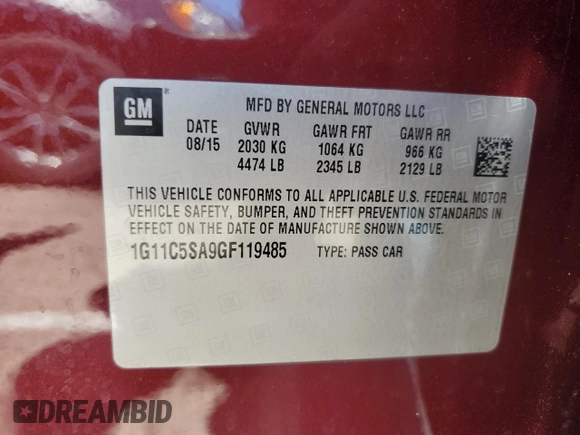 GM
MFD BY GENERAL MOTORS LLC
DATE GVWR GAWR FRT GAWR RR
08/15 2030 KG 1064 KG 966 KG
4474 LB 2345 LB 2129 LB
THIS VEHICLE CONFORMS TO ALL APPLICABLE U.S. FEDERAL MOTOR
VEHICLE SAFETY, BUMPER, AND THEFT PREVENTION STANDARDS IN
EFFECT ON THE DATE OF MANUFACTURE SHOWN ABOVE.
1G11C5SA9GF119485 TYPE: PASS CAR
DREAMBID